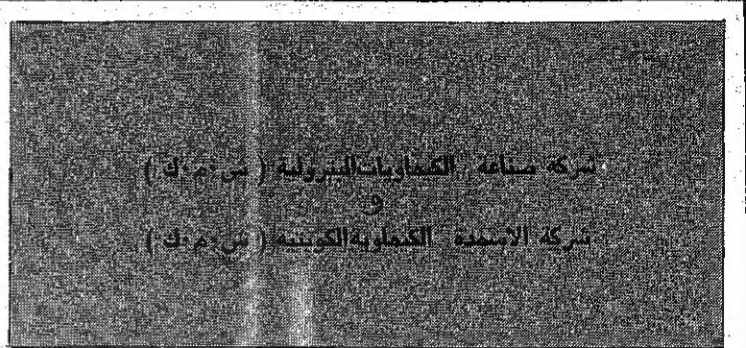 شركة صناعة الكيماويات البترولية ( ش.م.ك )
و
شركة الاسمدة الكيماوية الكويتية ( ش.م.ك )